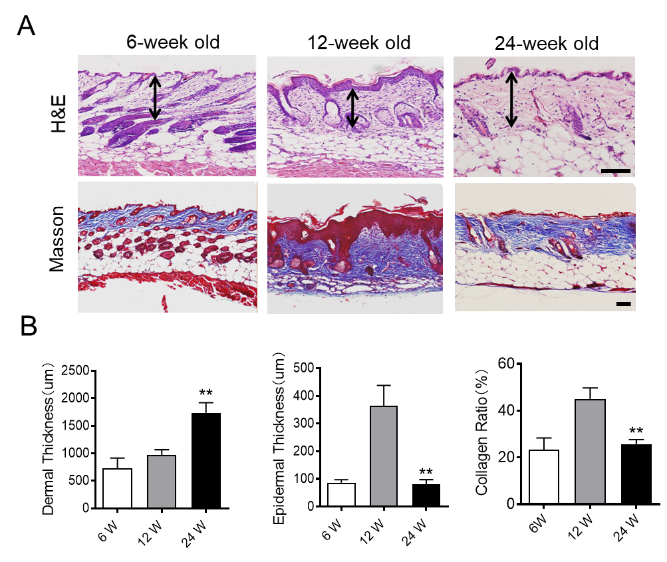 A
6-week old
12-week old
24-week old
H&E
Masson
B
Dermal Thickness(um)
2500
2000
1500
1000
500
0
**
6 W
12 W
24 W
Epidermal Thickness(um)
500
400
300
200
100
0
**
6 W
12 W
24 W
Collagen Ratio(%)
60
40
20
0
**
6W
12 W
24 W